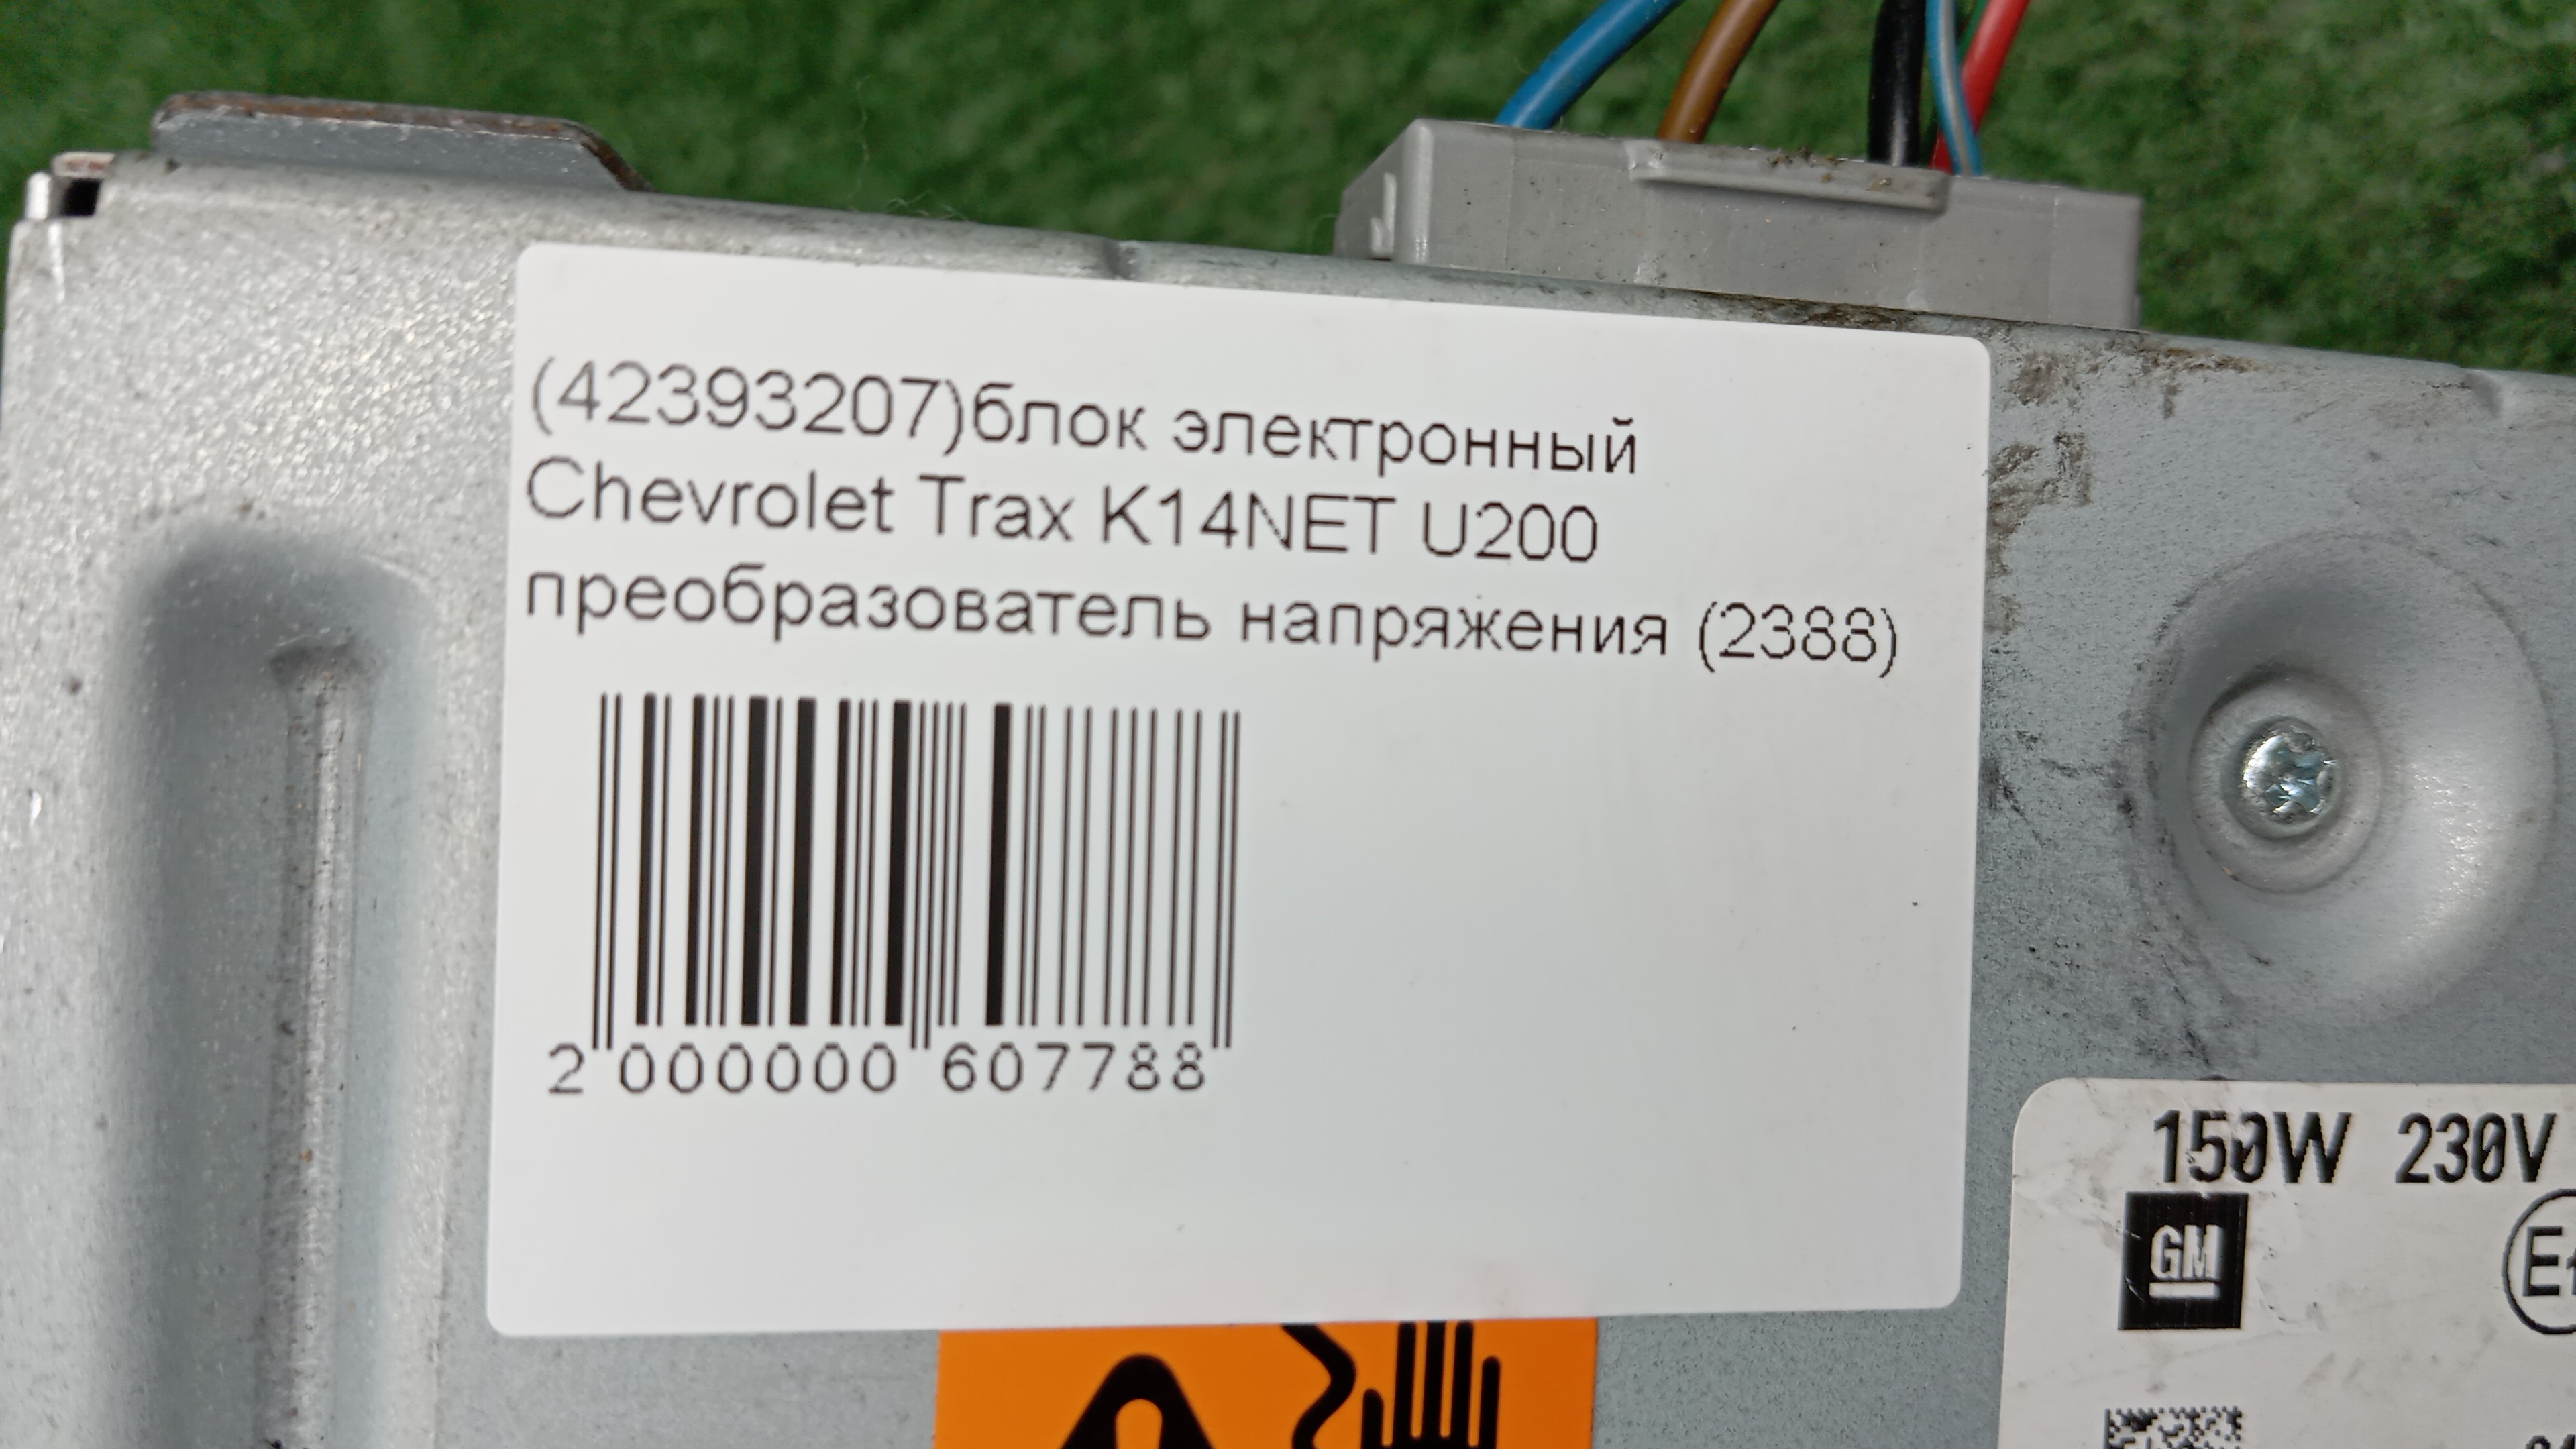 (42393207)блок электронный
Chevrolet Trax K14NET U200
преобразователь напряжения (2388)
2 000000 607788
150W 230V
GM